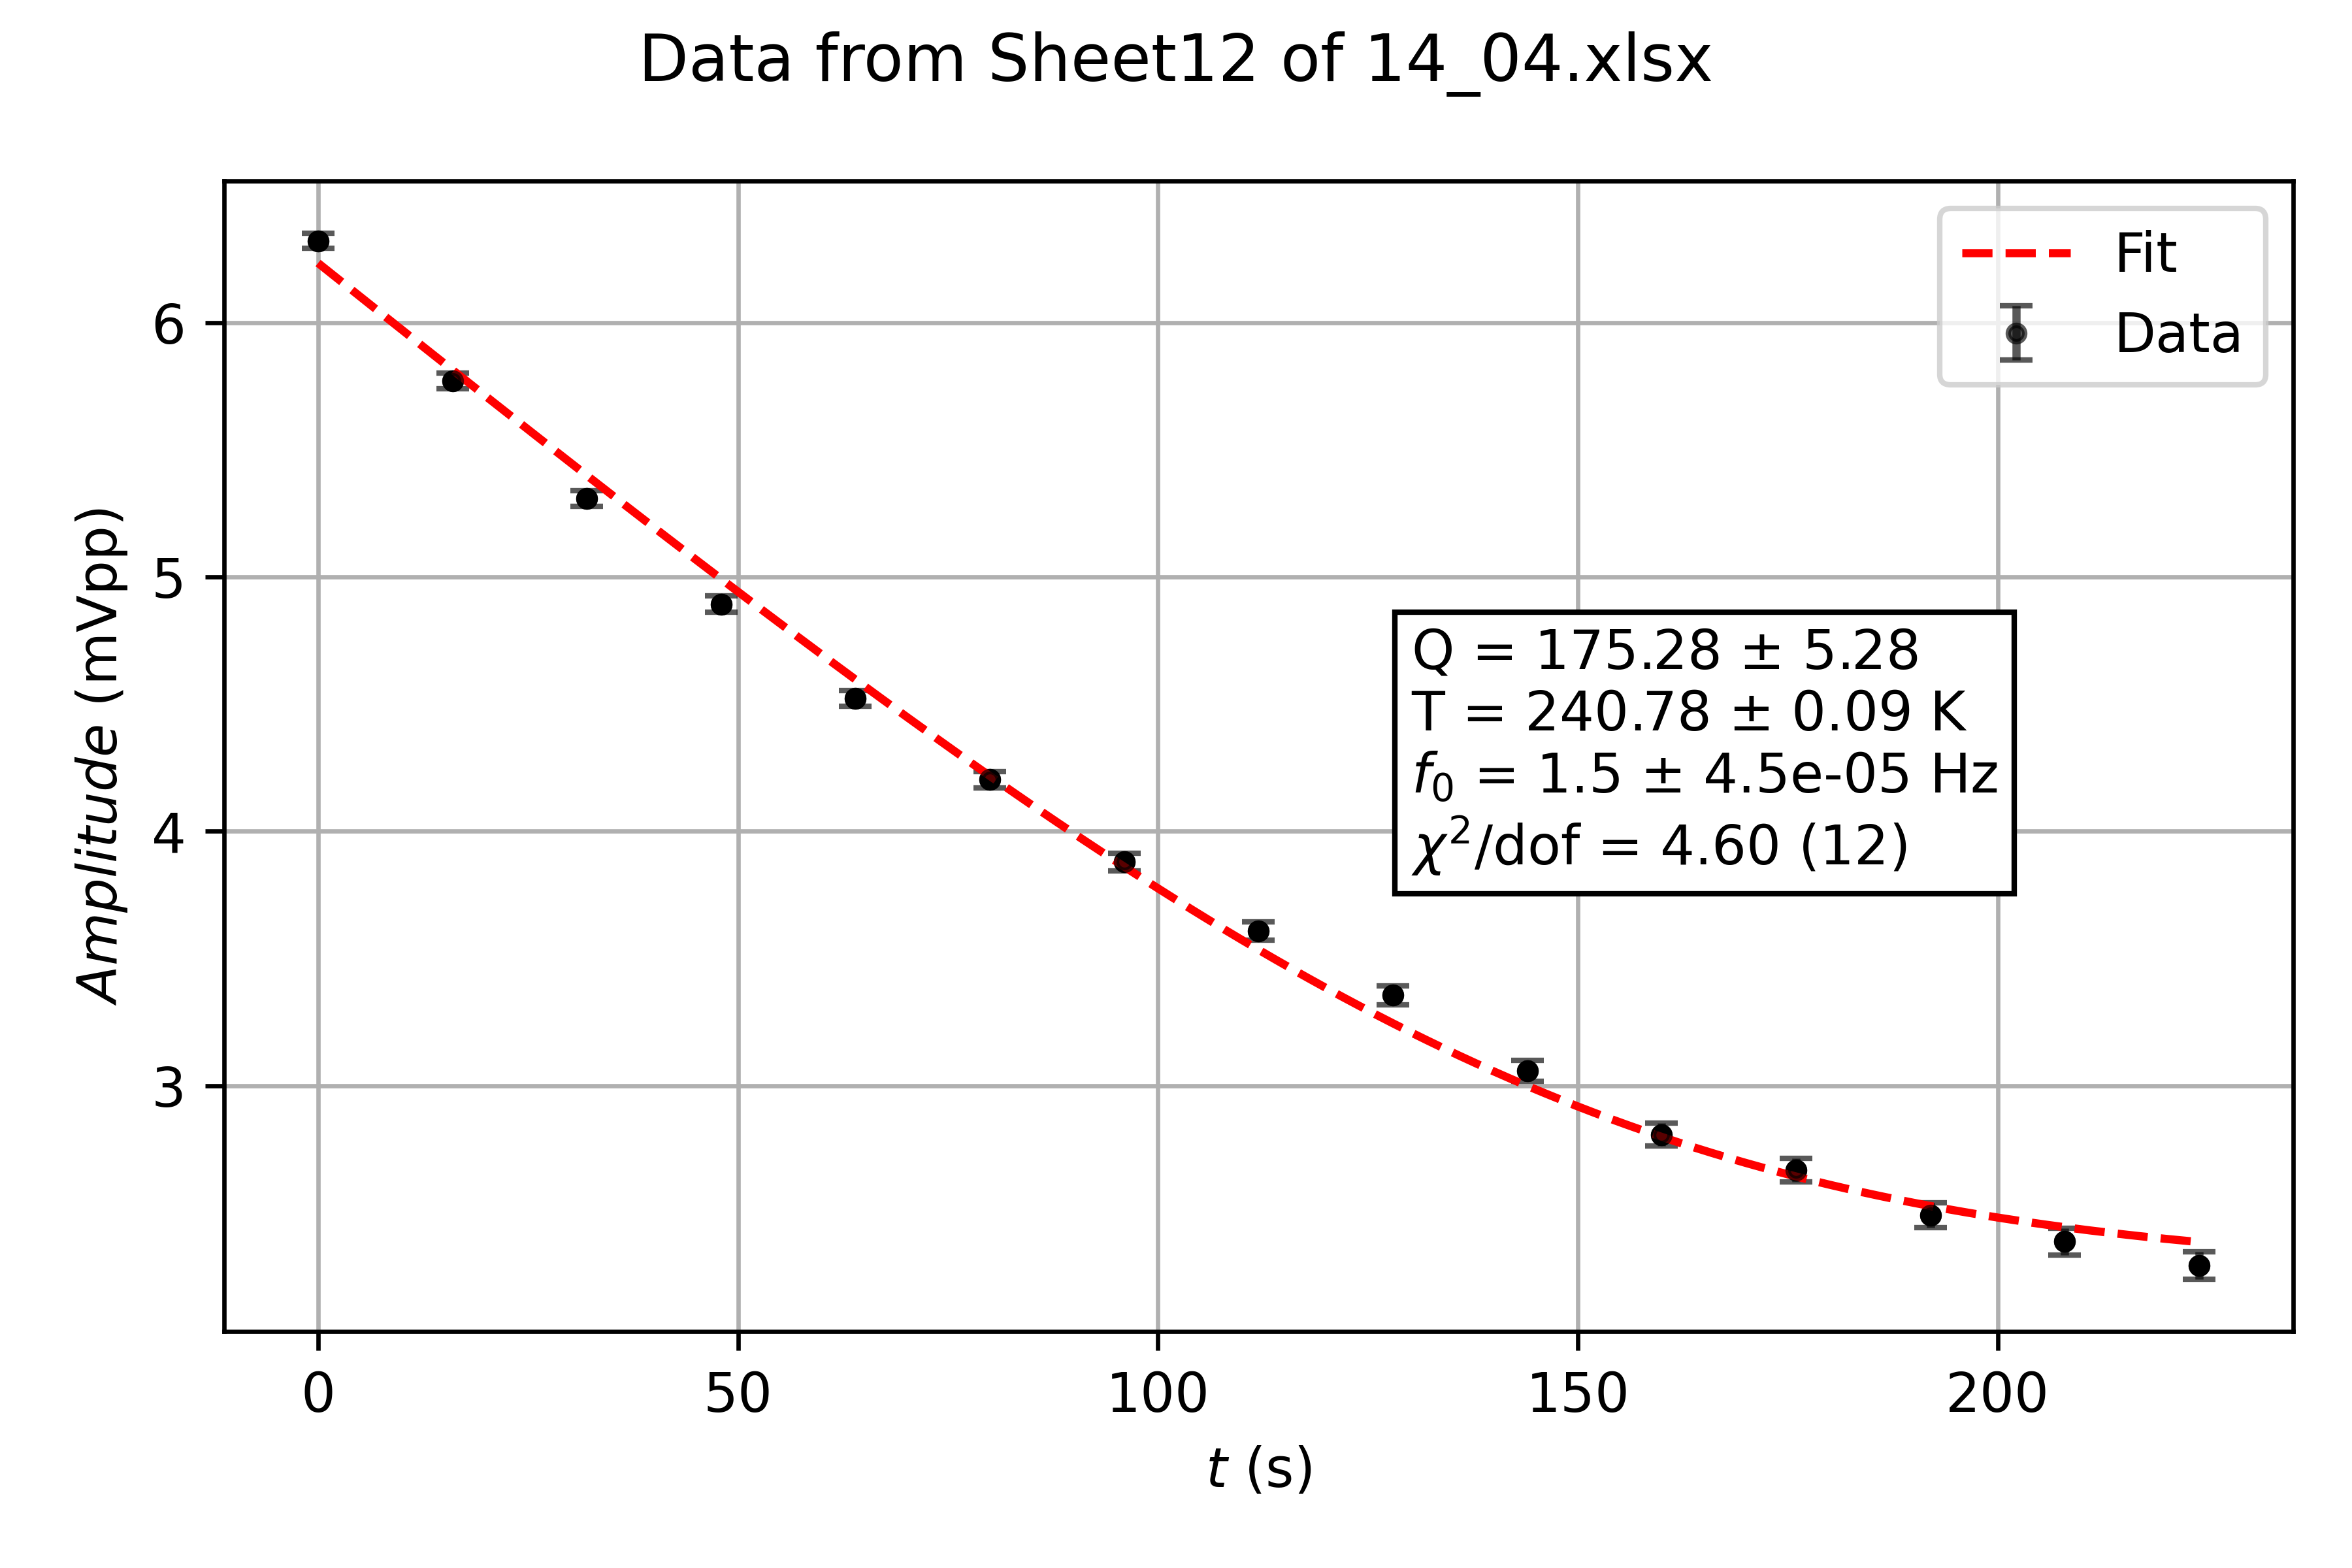 Data from Sheet12 of 14_04.xlsx
Fit
Data
6
5
4
3
Amplitude (mVpp)
Q = 175.28 ± 5.28
T = 240.78 ± 0.09 K
f₀ = 1.5 ± 4.5e-05 Hz
χ²/dof = 4.60 (12)
0 50 100 150 200
t (s)